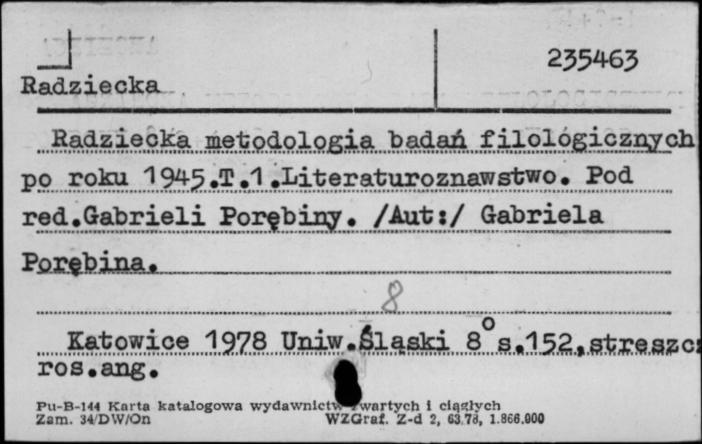 235463
Radziecka
Radziecka metodologia badań filologicznych
po roku 1945.T.1.Literaturoznawstwo. Pod
red.Gabrieli Porębiny. /Aut:/ Gabriela
Porębina.
8
Katowice 1978 Uniw.Śląski 8° s.152,streszcz
ros.ang.
Pu-B-144 Karta katalogowa wydawnictw zwartych i ciągłych
Zam. 34/DW/On WZGraf. Z-d 2, 63.78, 1.866.000